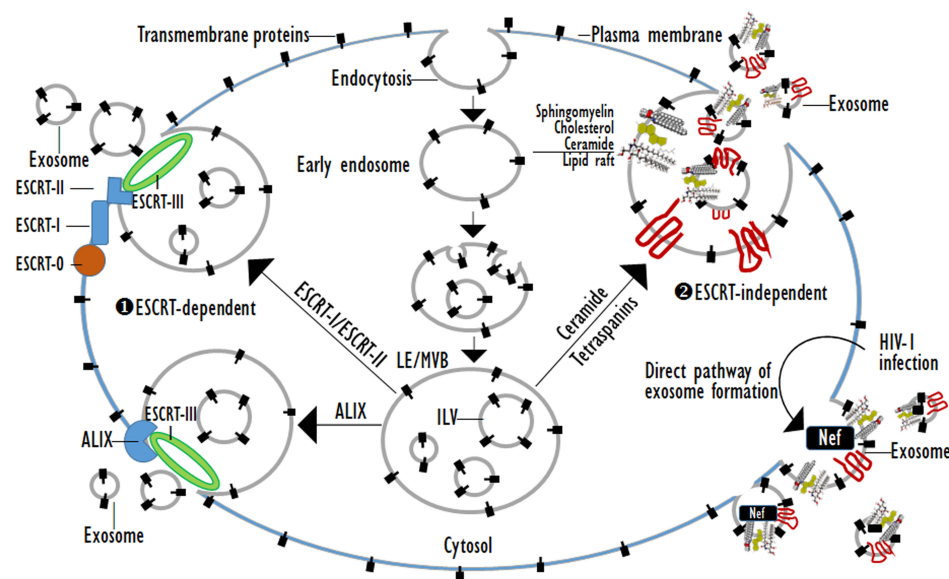 Transmembrane proteins
Plasma membrane
Endocytosis
Exosome
Sphingomyelin
Cholesterol
Ceramide
Lipid raft
Early endosome
Exosome
ESCRT-II
ESCRT-III
ESCRT-I
ESCRT-0
❶ESCRT-dependent
❷ESCRT-independent
ESCRT-I/ESCRT-II
Ceramide
Tetraspanins
HIV-1
infection
Direct pathway of
exosome formation
LE/MVB
ILV
ALIX
ESCRT-III
ALIX
Nef
Exosome
Nef
Exosome
Cytosol